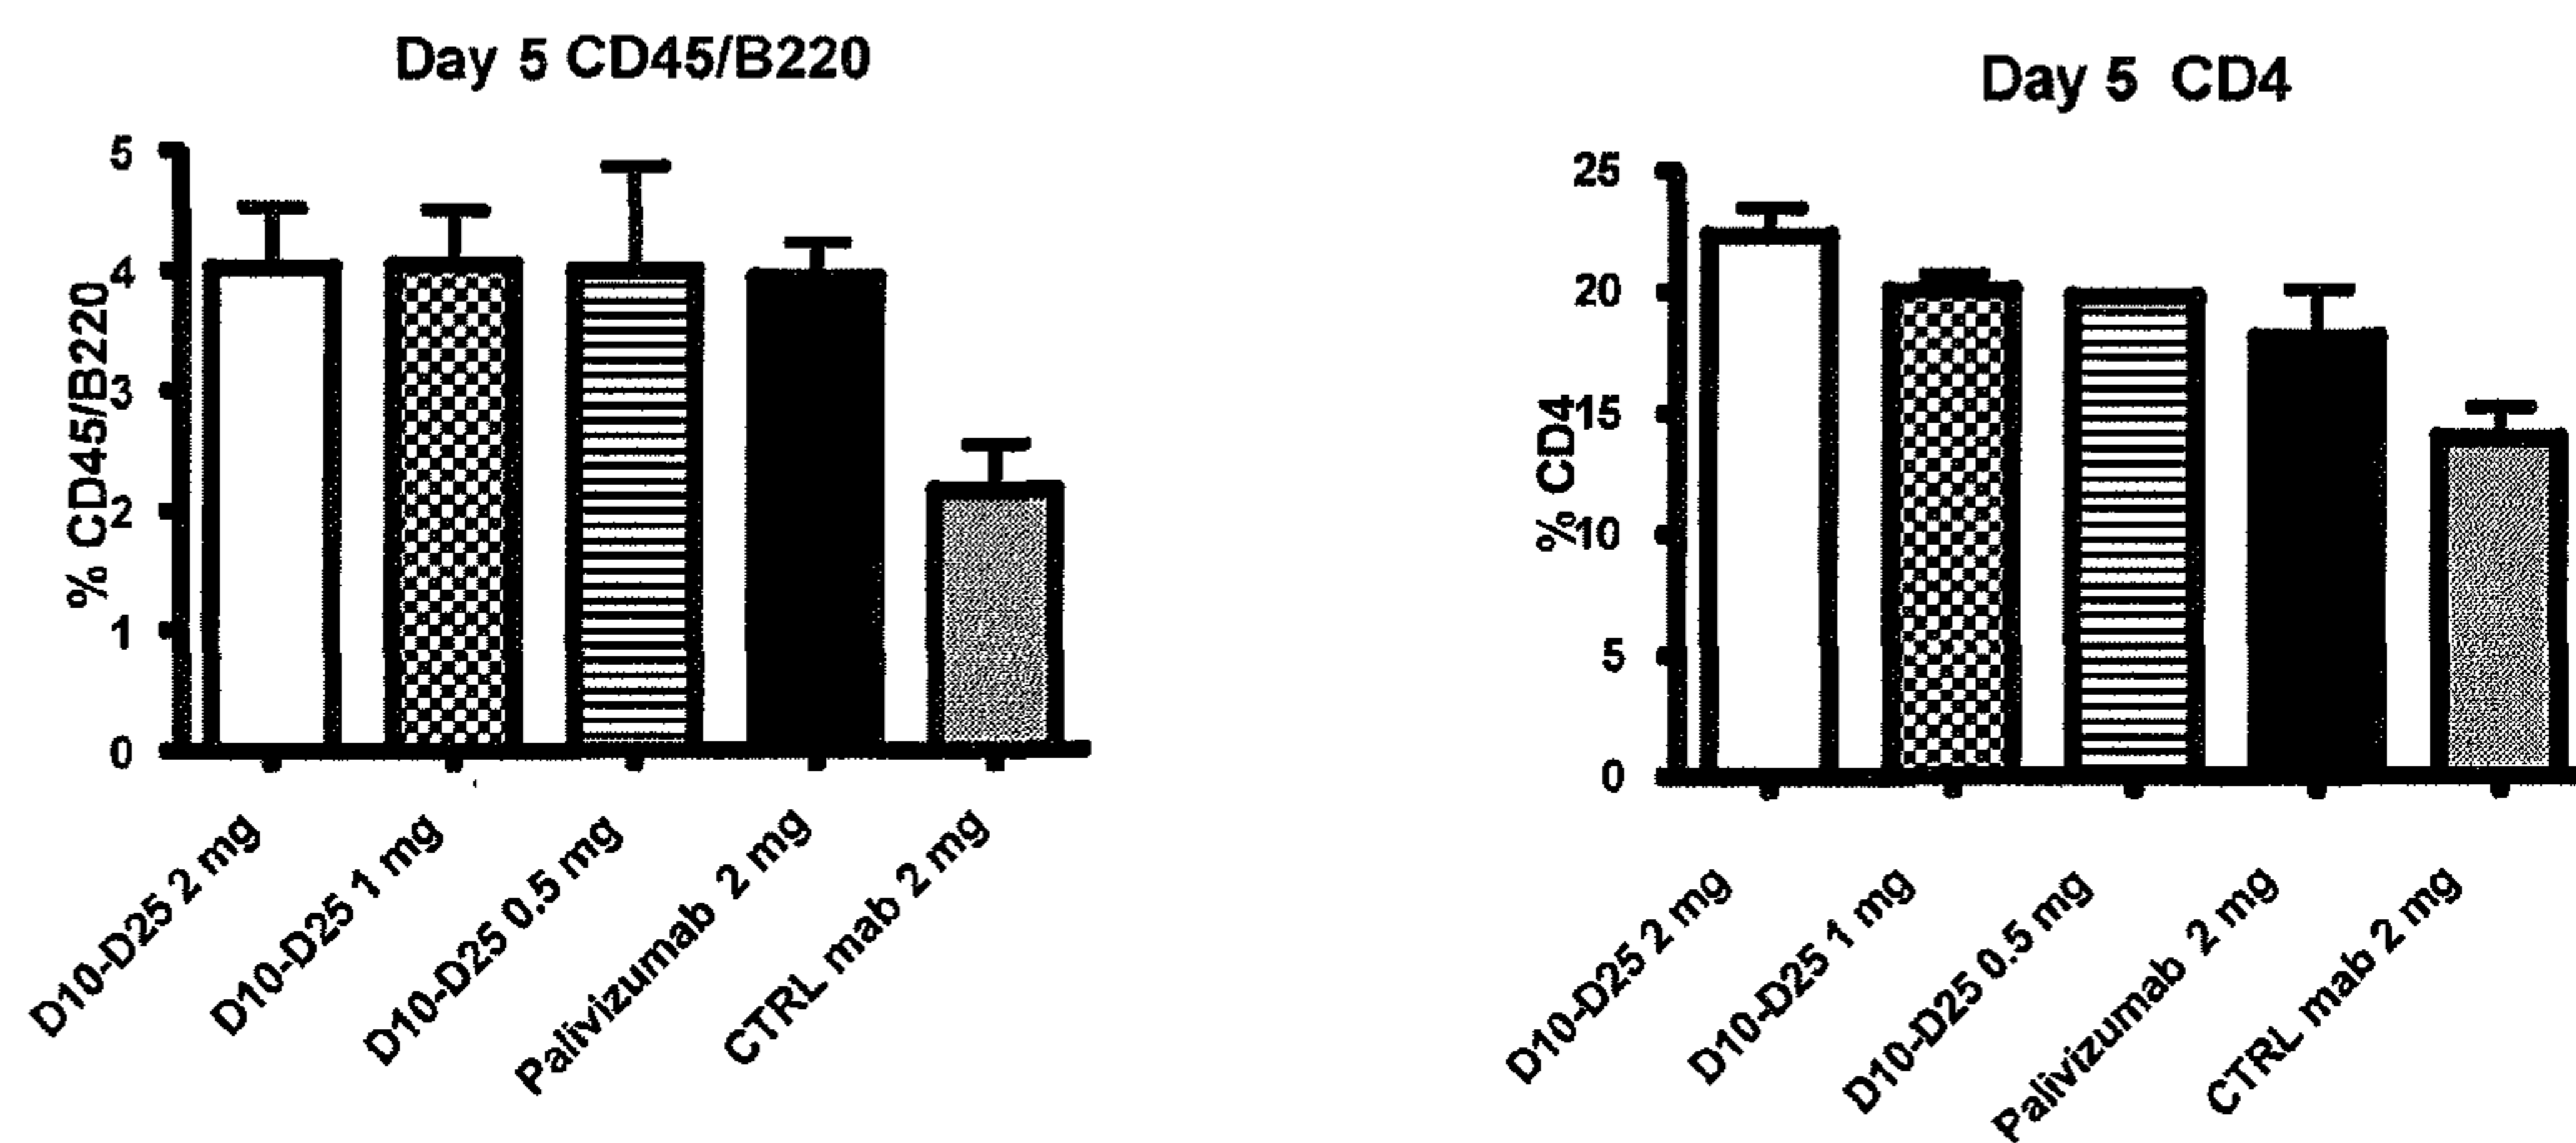 Day 5 CD45/B220
% CD45/B220
5
4
3
2
1
0
D10-D25 2 mg
D10-D25 1 mg
D10-D25 0.5 mg
Palivizumab 2 mg
CTRL mab 2 mg
Day 5 CD4
% CD4
25
20
15
10
5
0
D10-D25 2 mg
D10-D25 1 mg
D10-D25 0.5 mg
Palivizumab 2 mg
CTRL mab 2 mg